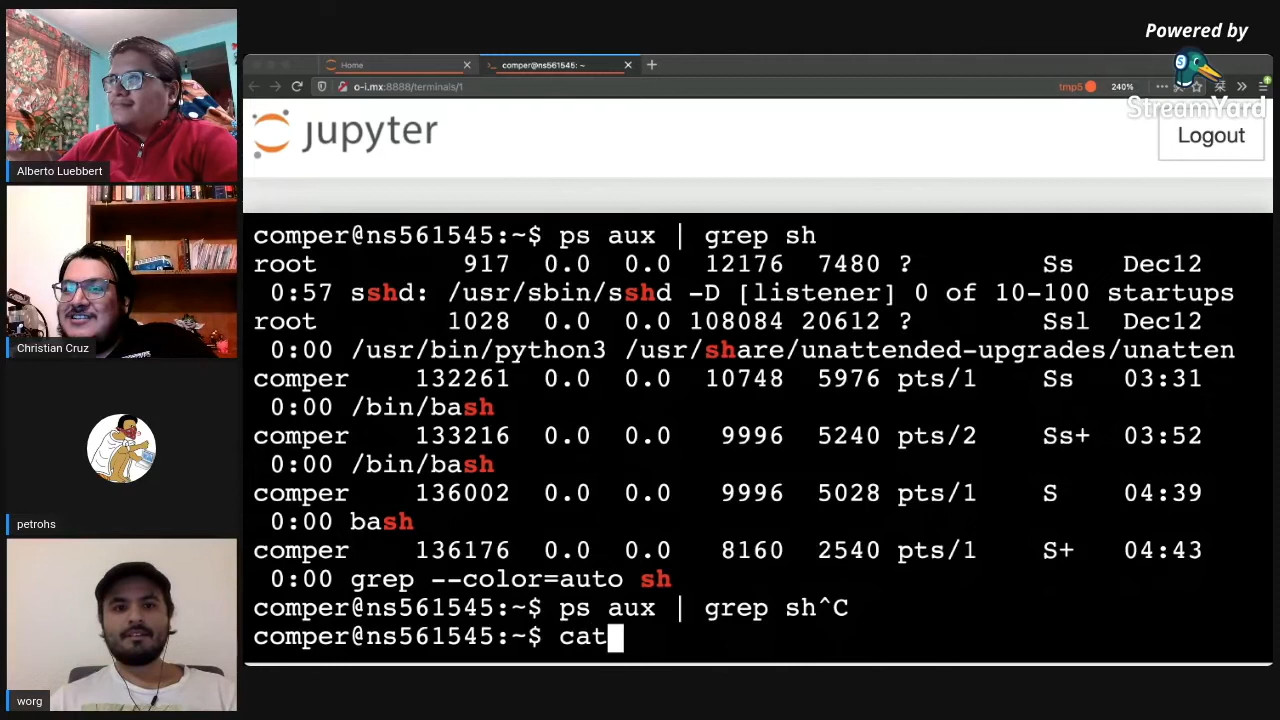 Powered by
StreamYard
Home
comper@ns561545: ~
o-i.mx:8888/terminals/1
tmp5
240%
jupyter
Logout
comper@ns561545:~$ ps aux | grep sh
root 917 0.0 0.0 12176 7480 ? Ss Dec12
0:57 sshd: /usr/sbin/sshd -D [listener] 0 of 10-100 startups
root 1028 0.0 0.0 108084 20612 ? Ssl Dec12
0:00 /usr/bin/python3 /usr/share/unattended-upgrades/unatten
comper 132261 0.0 0.0 10748 5976 pts/1 Ss 03:31
0:00 /bin/bash
comper 133216 0.0 0.0 9996 5240 pts/2 Ss+ 03:52
0:00 /bin/bash
comper 136002 0.0 0.0 9996 5028 pts/1 S 04:39
0:00 bash
comper 136176 0.0 0.0 8160 2540 pts/1 S+ 04:43
0:00 grep --color=auto sh
comper@ns561545:~$ ps aux | grep sh^C
comper@ns561545:~$ cat
Alberto Luebbert
Christian Cruz
petrohs
worg